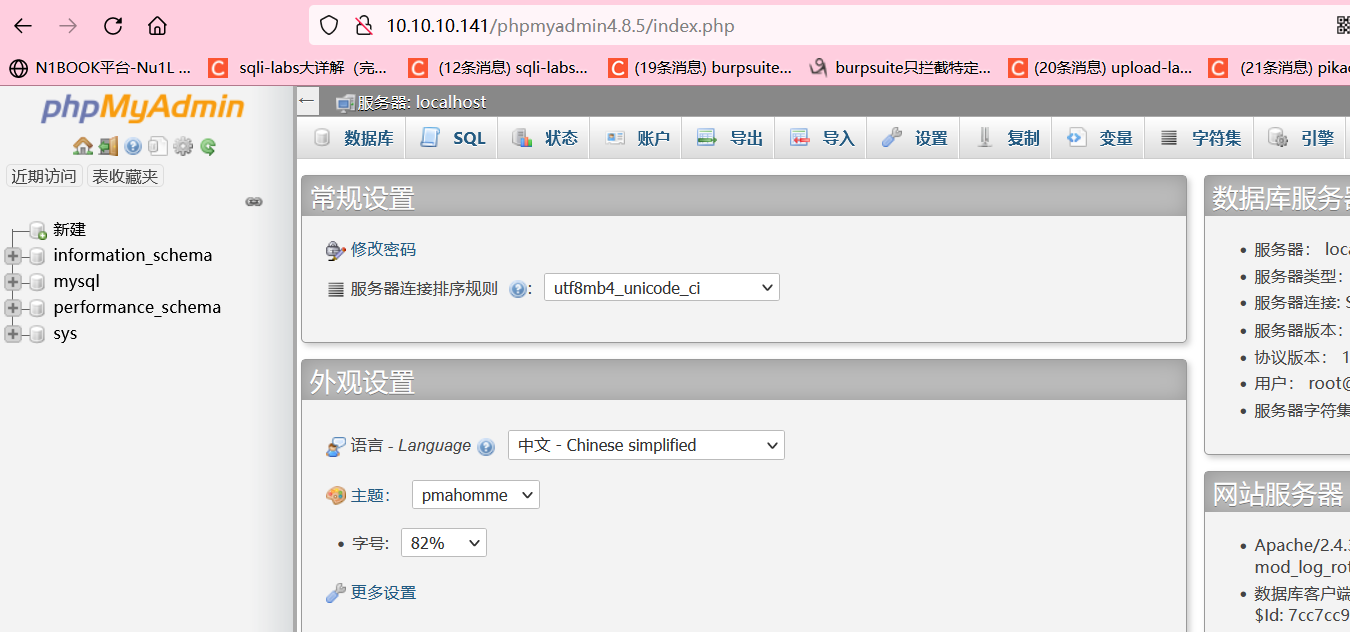 10.10.10.141/phpmyadmin4.8.5/index.php
N1BOOK平台-Nu1L ... sqli-labs大详解（完... (12条消息) sqli-labs... (19条消息) burpsuite... burpsuite只拦截特定... (20条消息) upload-la... (21条消息) pika
phpMyAdmin
近期访问 表收藏夹
新建
information_schema
mysql
performance_schema
sys
服务器: localhost
数据库 SQL 状态 账户 导出 导入 设置 复制 变量 字符集 引擎
常规设置
修改密码
服务器连接排序规则 : utf8mb4_unicode_ci
外观设置
语言 - Language 中文 - Chinese simplified
主题： pmahomme
字号: 82%
更多设置
数据库服务器
服务器： loca
服务器类型：
服务器连接: S
服务器版本：
协议版本： 1
用户： root@
服务器字符集
网站服务器
Apache/2.4.3
mod_log_rot
数据库客户端
$Id: 7cc7cc9